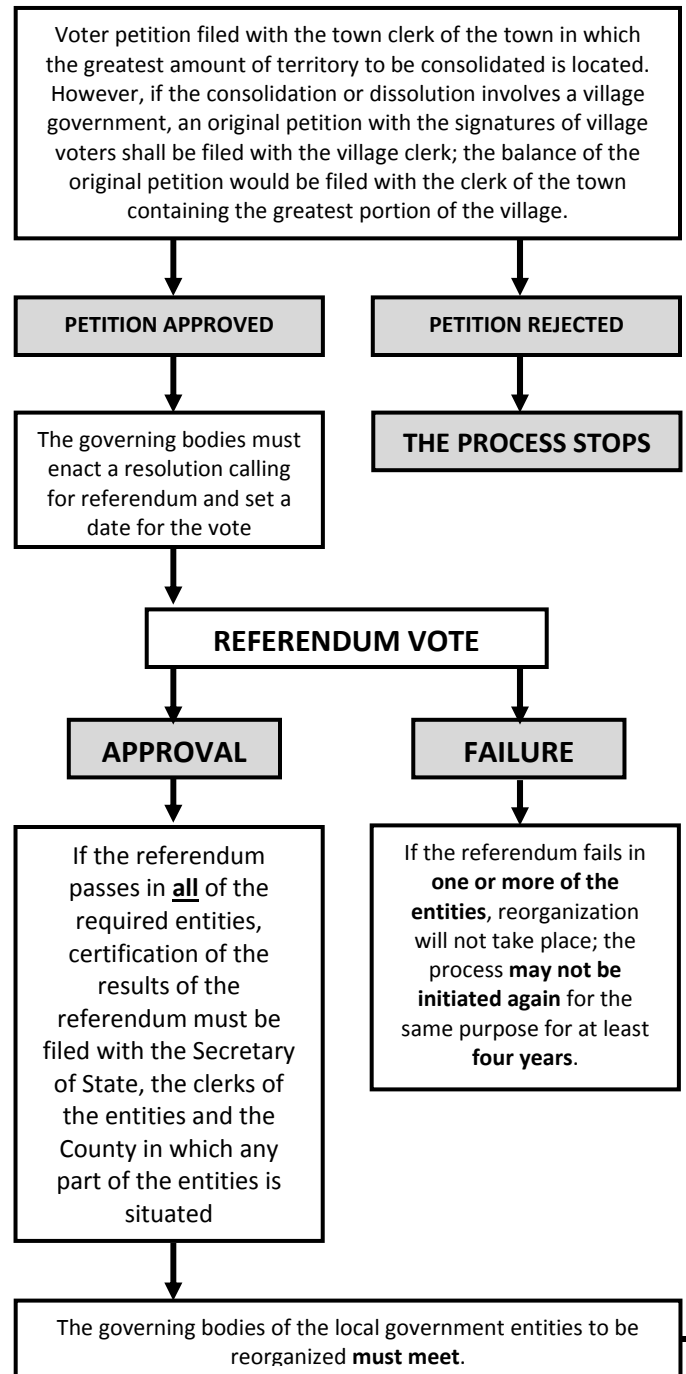 Voter petition filed with the town clerk of the town in which
the greatest amount of territory to be consolidated is located.
However, if the consolidation or dissolution involves a village
government, an original petition with the signatures of village
voters shall be filed with the village clerk; the balance of the
original petition would be filed with the clerk of the town
containing the greatest portion of the village.
PETITION APPROVED
PETITION REJECTED
The governing bodies must
enact a resolution calling
for referendum and set a
date for the vote
THE PROCESS STOPS
REFERENDUM VOTE
APPROVAL
FAILURE
If the referendum
passes in all of the
required entities,
certification of the
results of the
referendum must be
filed with the Secretary
of State, the clerks of
the entities and the
County in which any
part of the entities is
situated
If the referendum fails in
one or more of the
entities, reorganization
will not take place; the
process may not be
initiated again for the
same purpose for at least
four years.
The governing bodies of the local government entities to be
reorganized must meet.